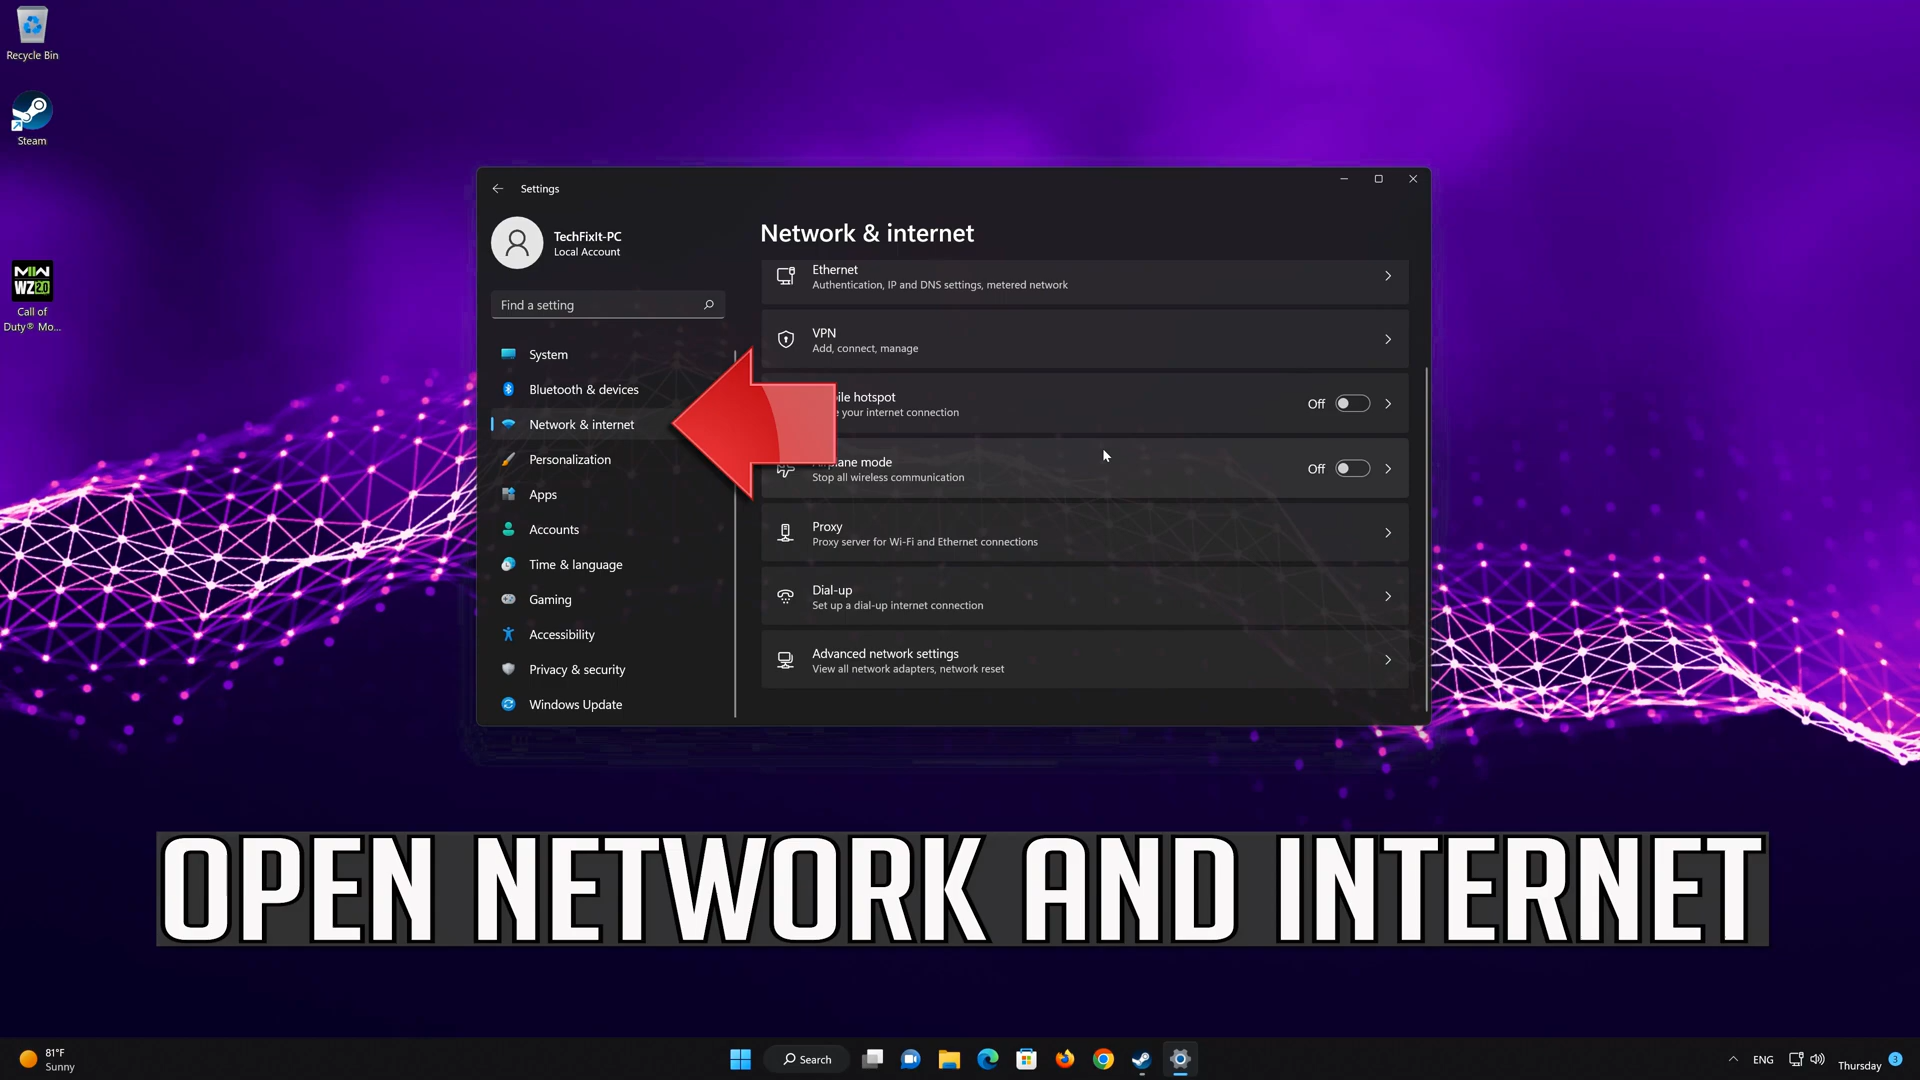 Recycle Bin
Steam
MW
WZ 2.0
Call of
Duty® Mo...
Settings
TechFixIt-PC
Local Account
Find a setting
System
Bluetooth & devices
Network & internet
Personalization
Apps
Accounts
Time & language
Gaming
Accessibility
Privacy & security
Windows Update
Network & internet
Ethernet
Authentication, IP and DNS settings, metered network
VPN
Add, connect, manage
hotspot
your internet connection
Off
mode
Stop all wireless communication
Off
Proxy
Proxy server for Wi-Fi and Ethernet connections
Dial-up
Set up a dial-up internet connection
Advanced network settings
View all network adapters, network reset
OPEN NETWORK AND INTERNET
81°F
Sunny
Search
ENG
Thursday
3